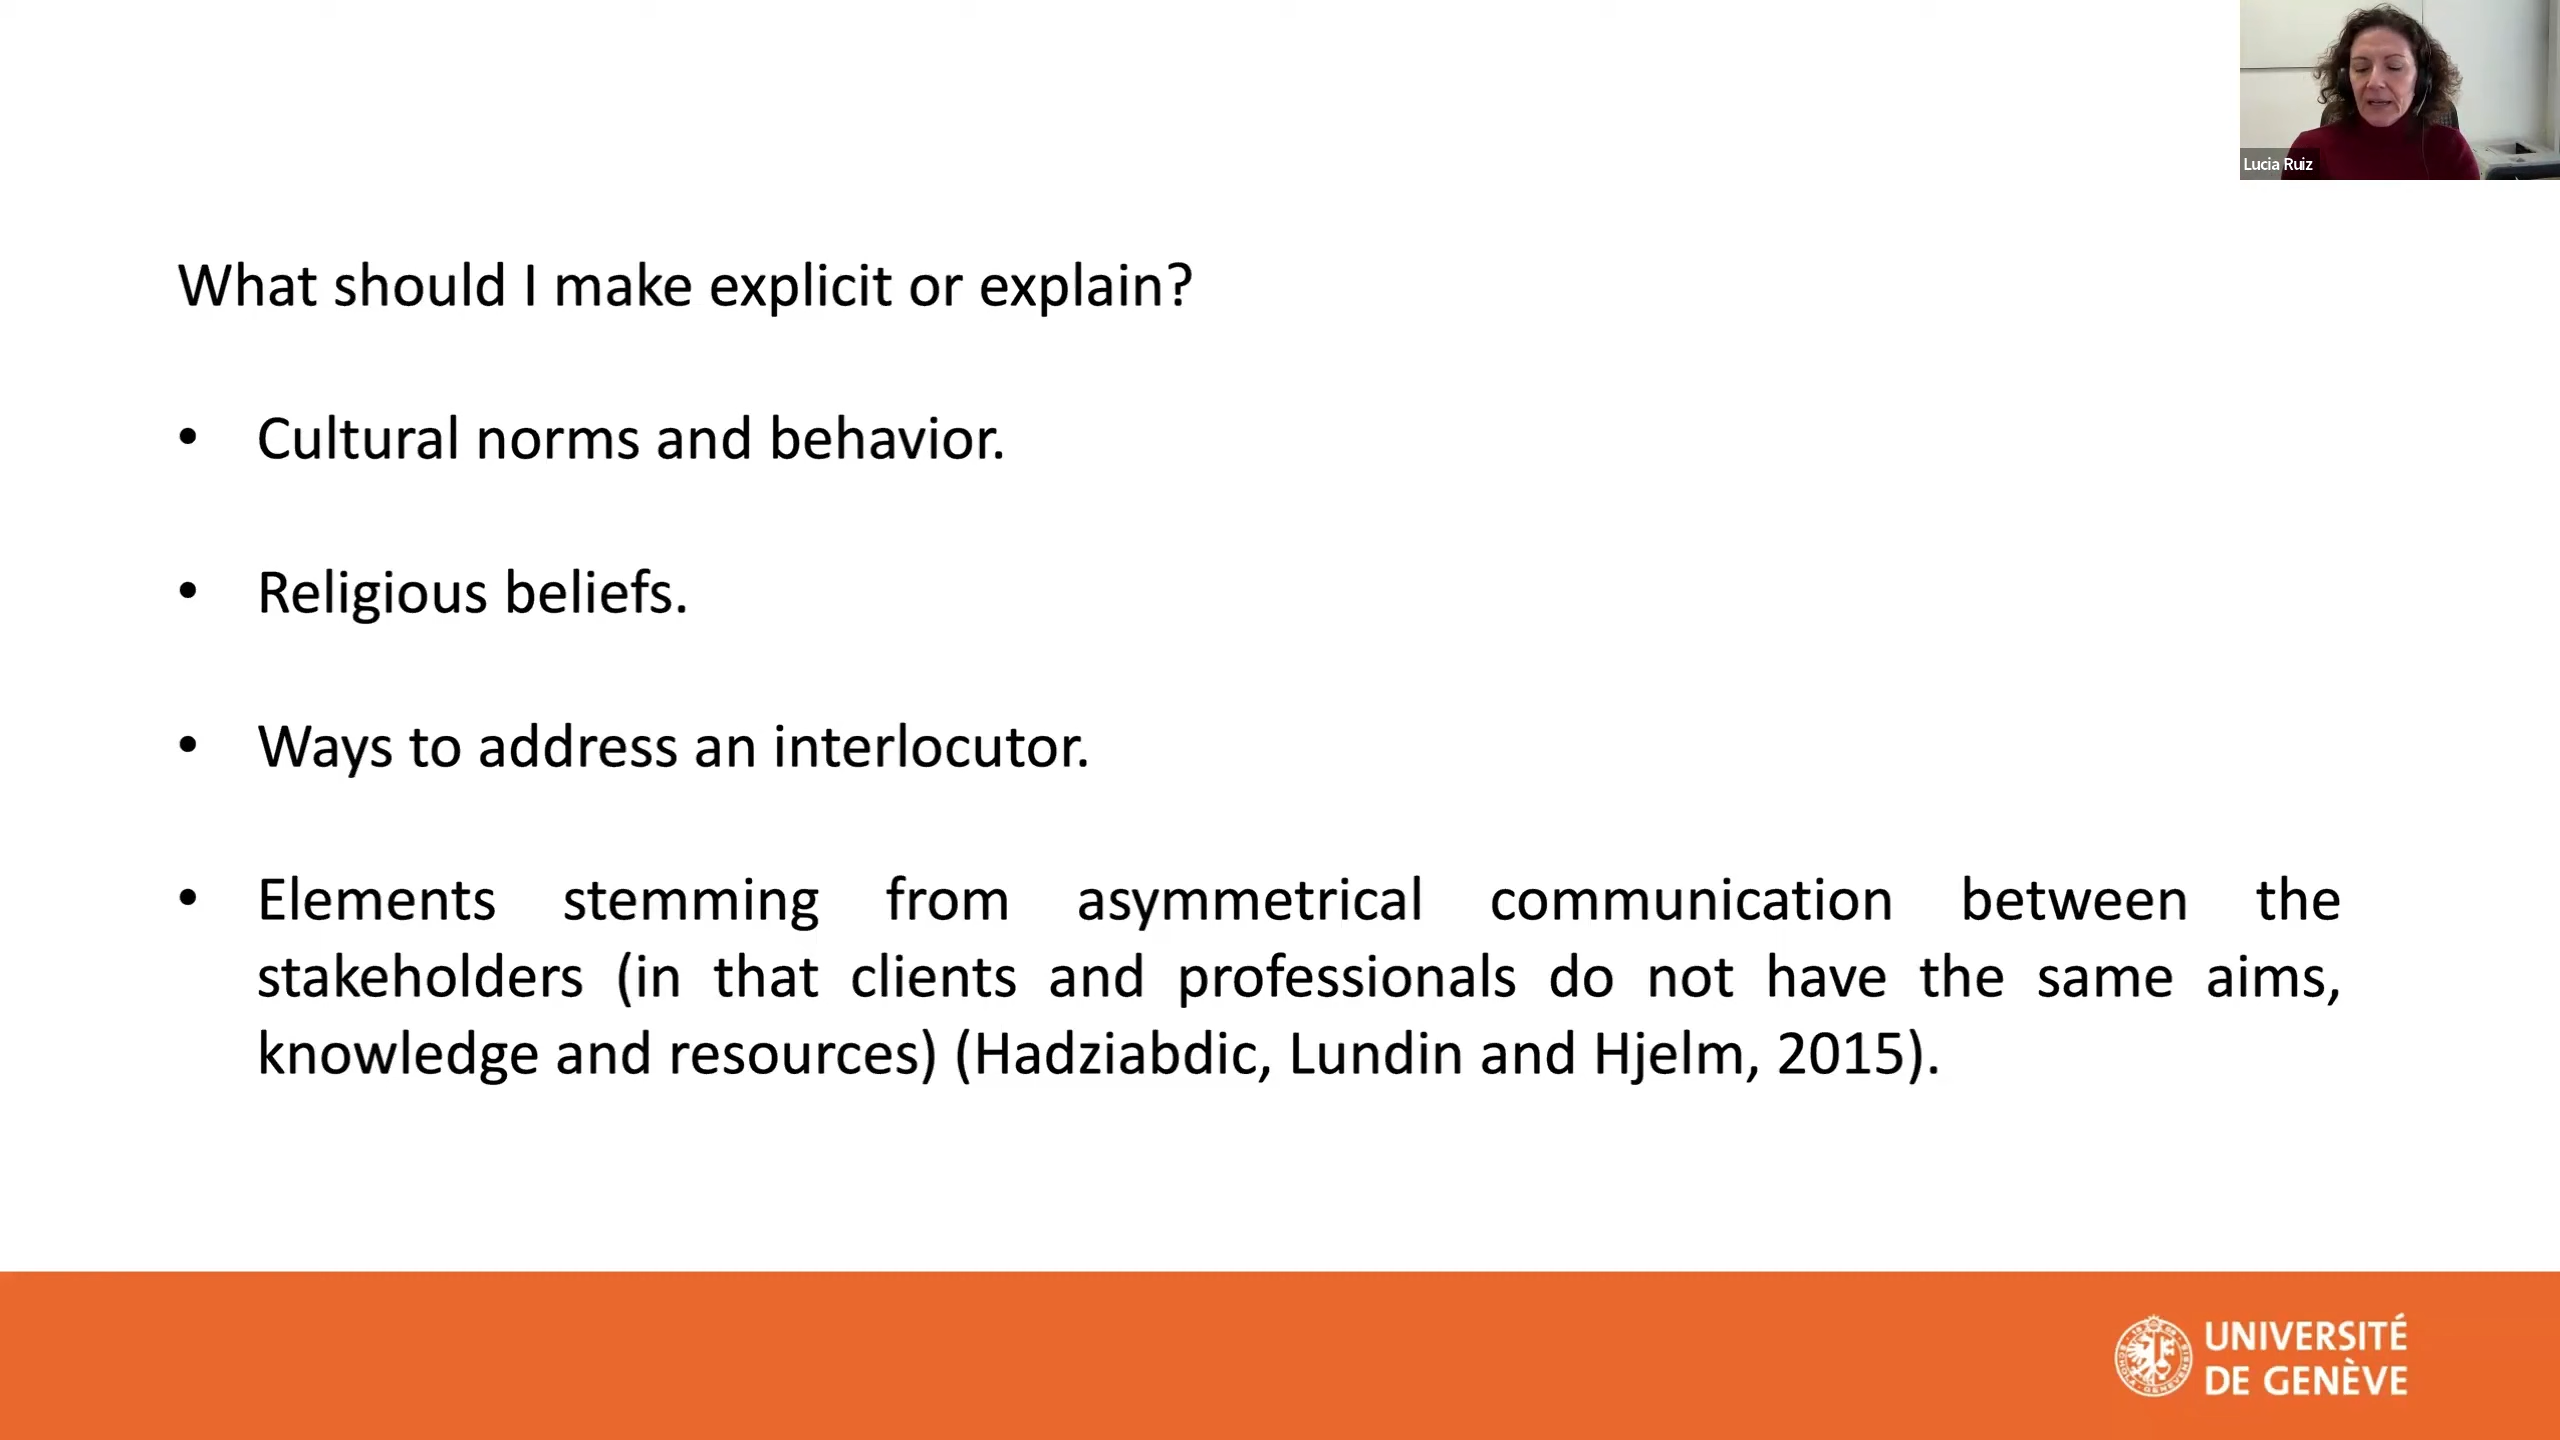 Lucia Ruiz
What should I make explicit or explain?
• Cultural norms and behavior.
• Religious beliefs.
• Ways to address an interlocutor.
• Elements stemming from asymmetrical communication between the
stakeholders (in that clients and professionals do not have the same aims,
knowledge and resources) (Hadziabdic, Lundin and Hjelm, 2015).
UNIVERSITÉ
DE GENÈVE